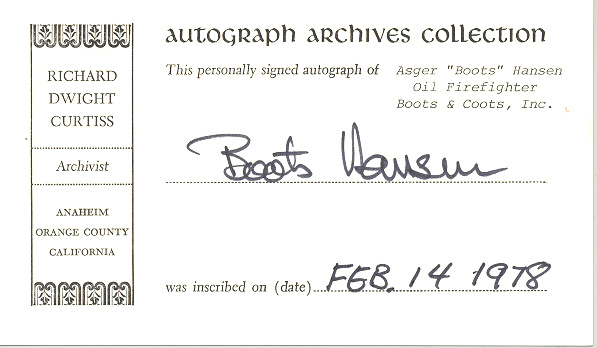 autograph archives collection
RICHARD
DWIGHT
CURTISS
Archivist
ANAHEIM
ORANGE COUNTY
CALIFORNIA
This personally signed autograph of Asger "Boots" Hansen
Oil Firefighter
Boots & Coots, Inc.
Boots Hansen
was inscribed on (date) FEB. 14 1978